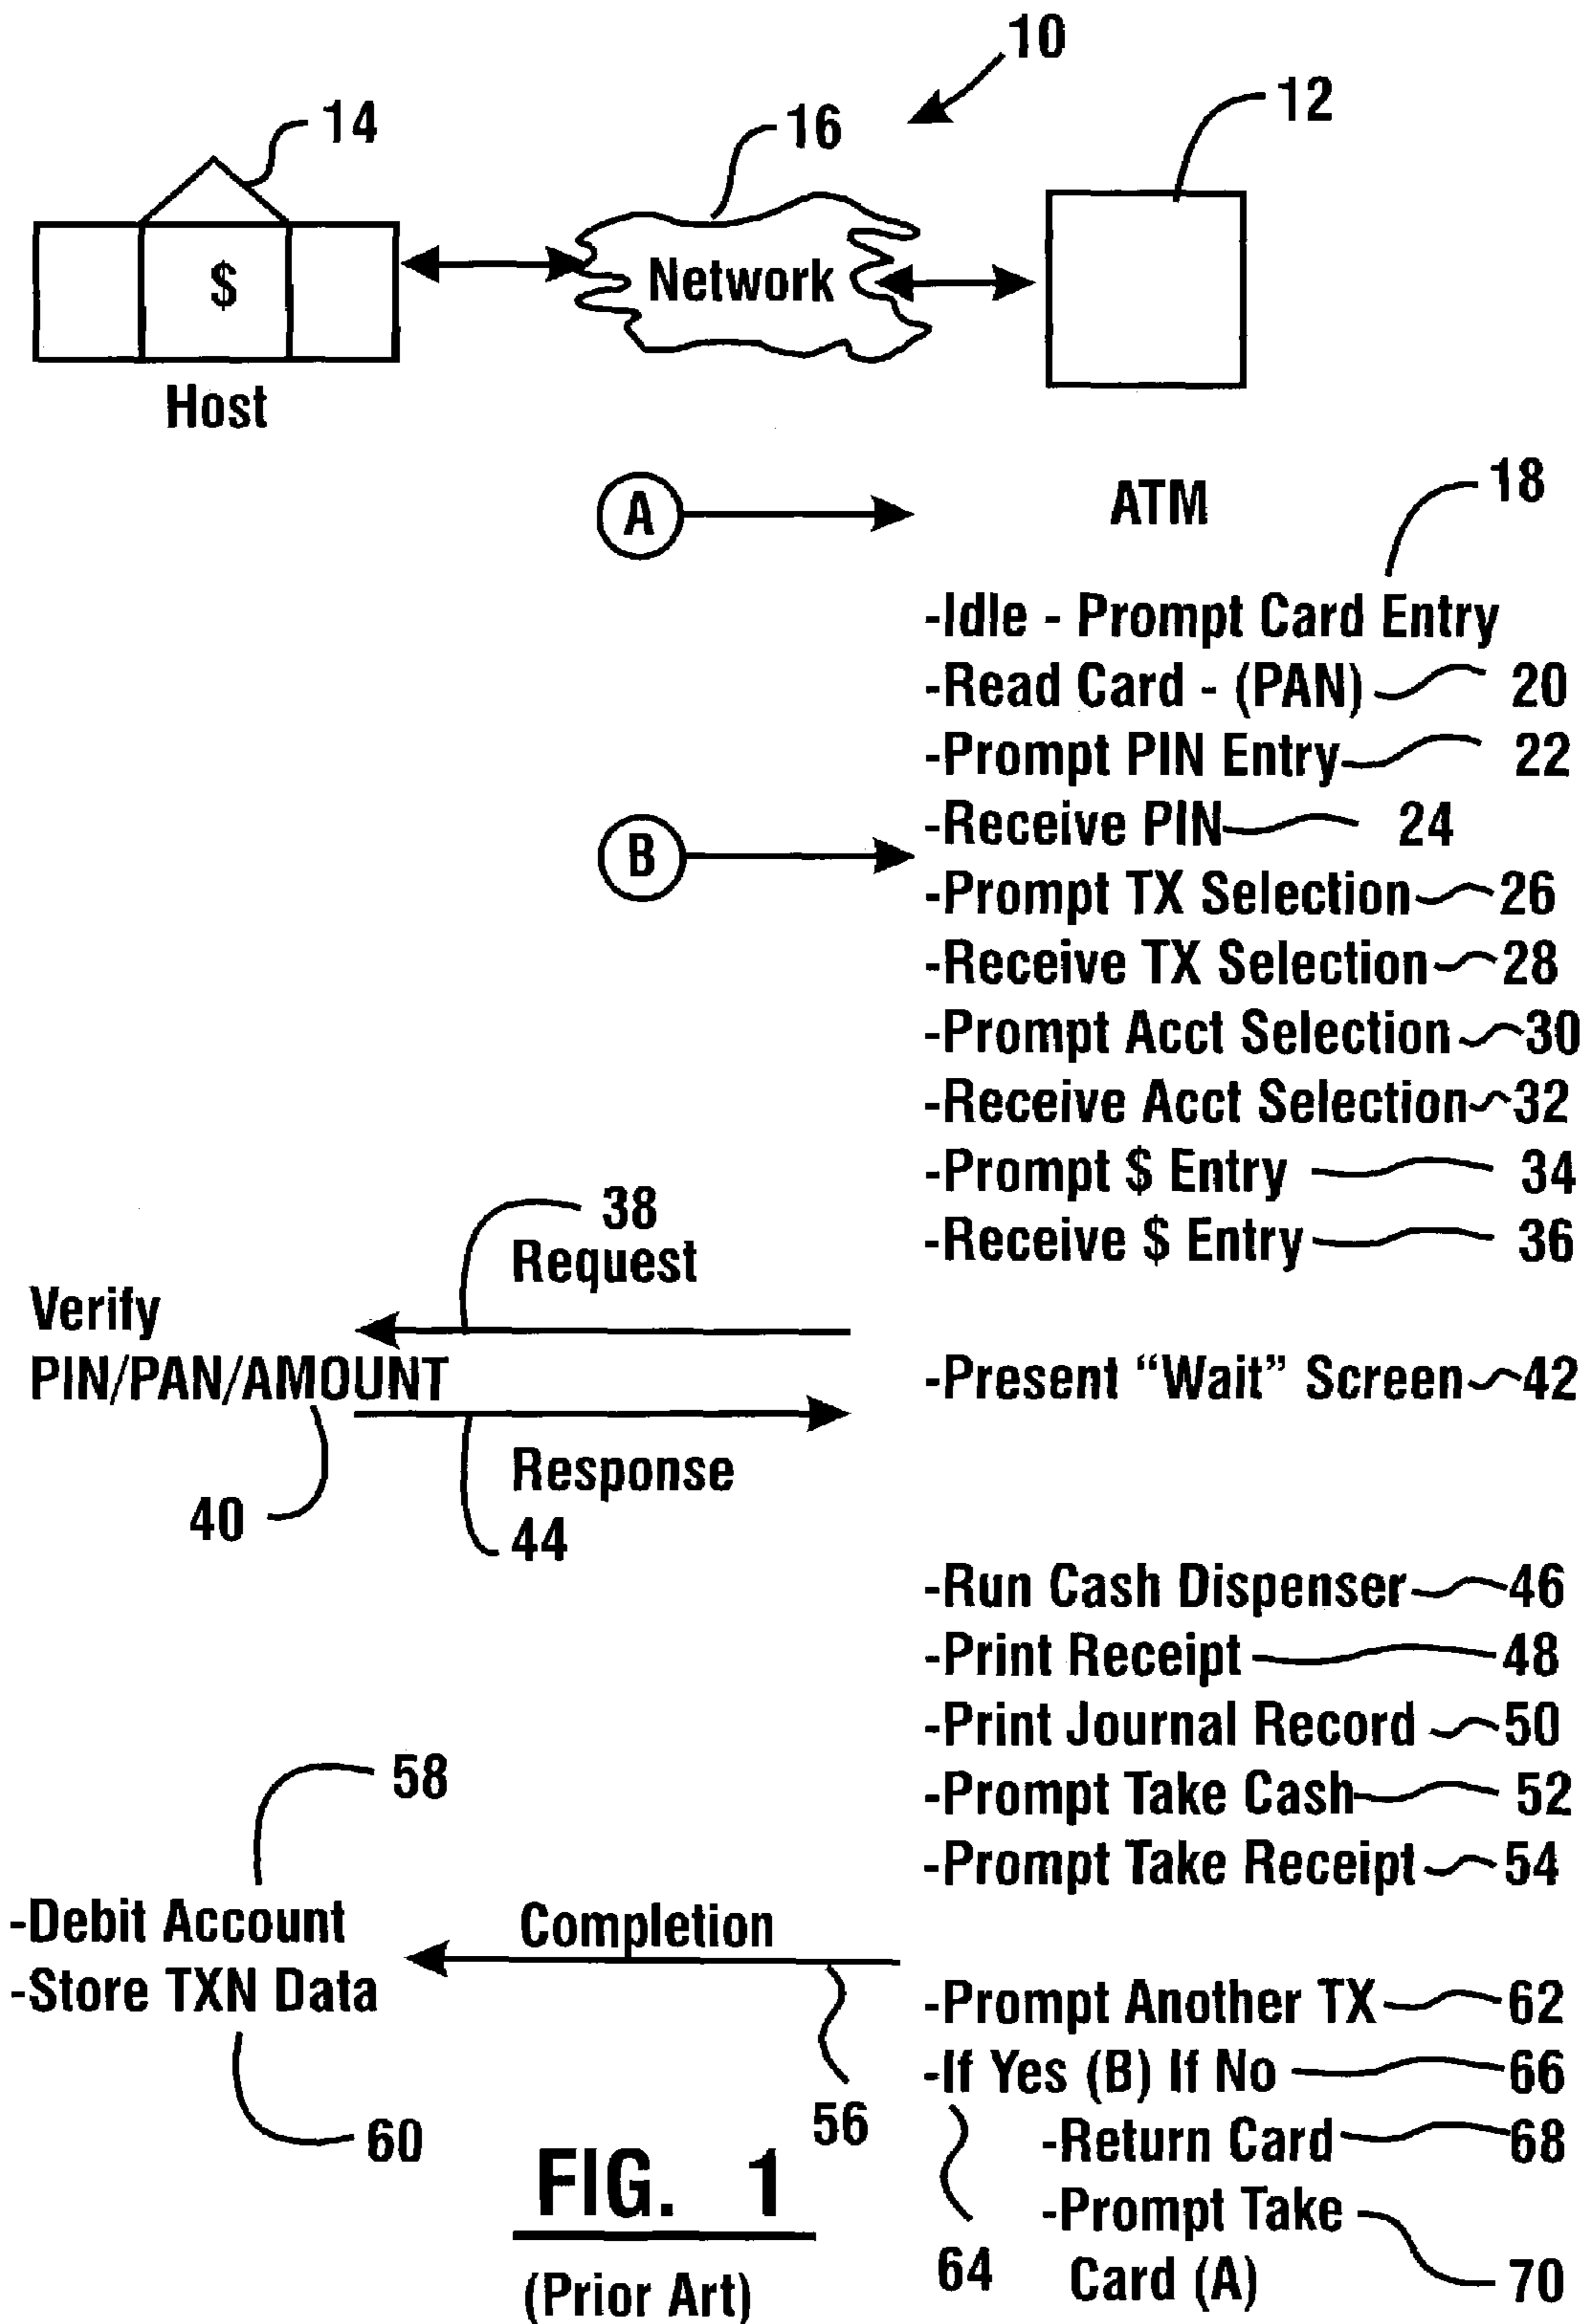 10
14
16
12
$
Network
Host
A
ATM
18
-Idle - Prompt Card Entry
-Read Card - (PAN) 20
-Prompt PIN Entry 22
-Receive PIN 24
B
-Prompt TX Selection 26
-Receive TX Selection 28
-Prompt Acct Selection 30
-Receive Acct Selection 32
-Prompt $ Entry 34
-Receive $ Entry 36
38
Request
Verify
PIN/PAN/AMOUNT
-Present “Wait” Screen 42
Response
40
44
-Run Cash Dispenser 46
-Print Receipt 48
-Print Journal Record 50
-Prompt Take Cash 52
-Prompt Take Receipt 54
58
-Debit Account
-Store TXN Data
Completion
60
56
-Prompt Another TX 62
-If Yes (B) If No 66
-Return Card 68
-Prompt Take
Card (A)
64
70
FIG. 1
(Prior Art)